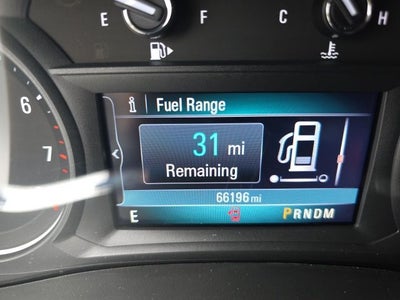 E F C H
6
7
i Fuel Range
31 mi
Remaining
66196 mi
E PRNDM